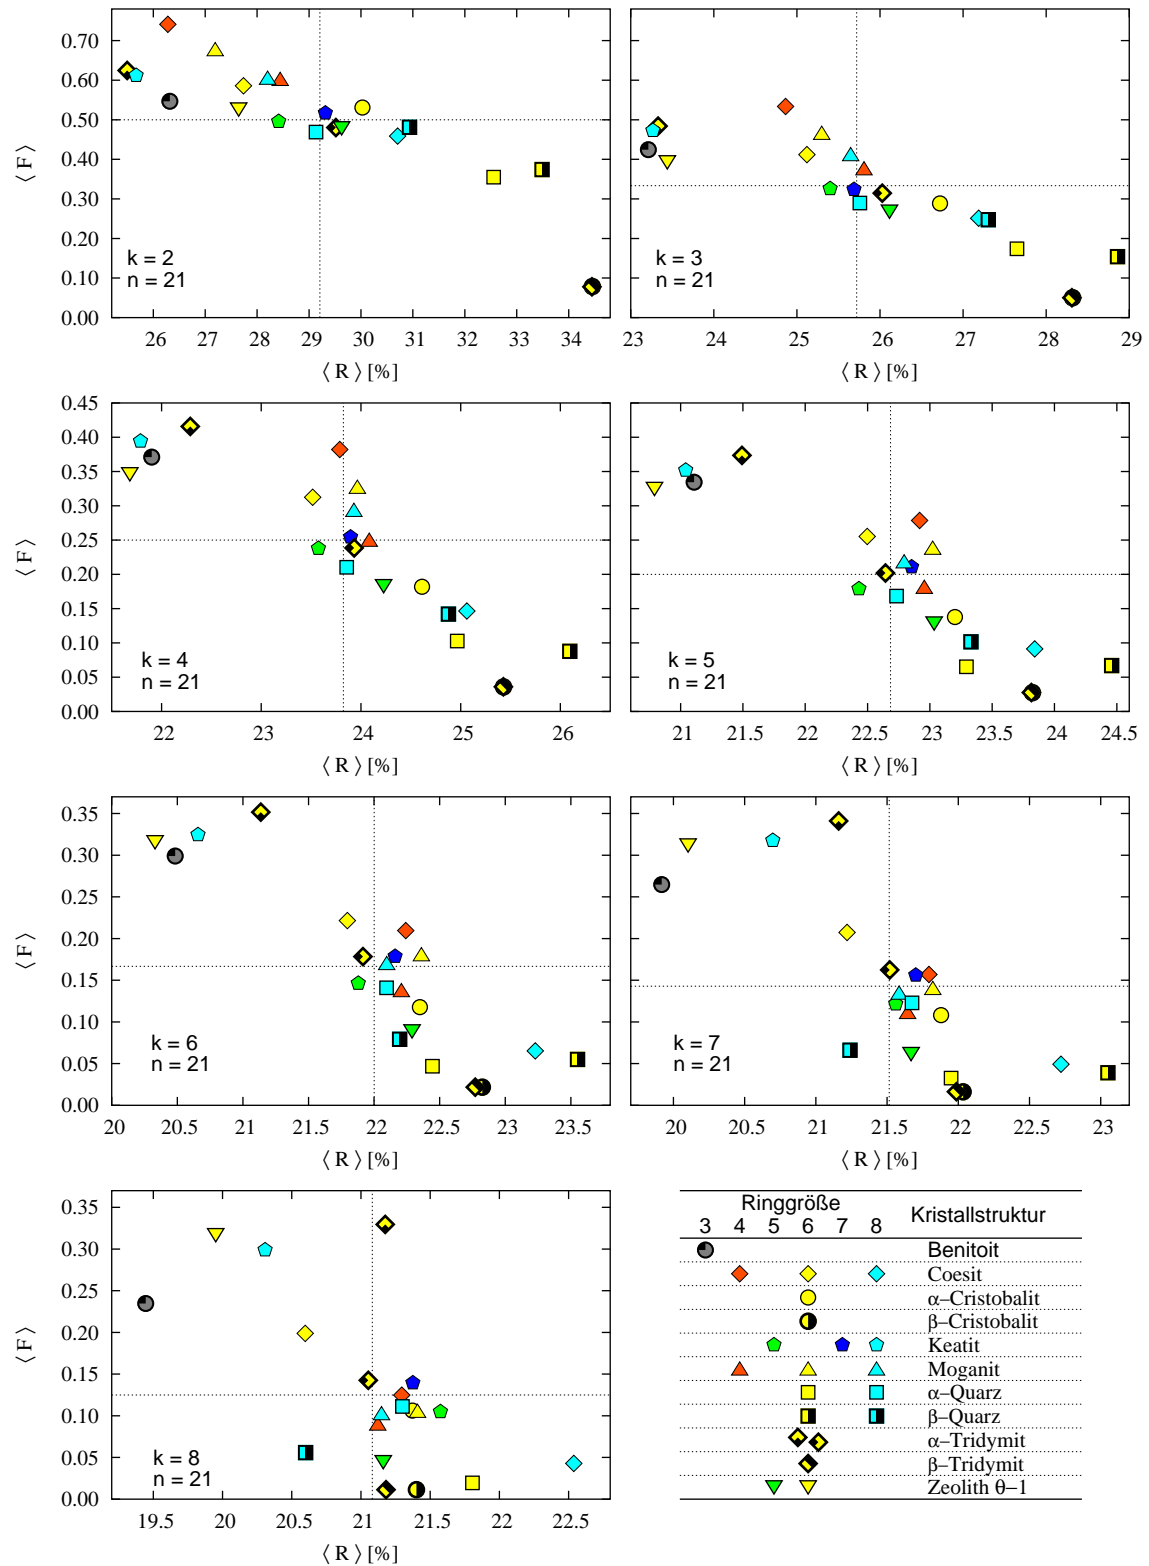 0.70
0.60
0.50
0.40
0.30
0.20
0.10
0.00
⟨ F ⟩
k = 2
n = 21
26 27 28 29 30 31 32 33 34
⟨ R ⟩ [%]
k = 3
n = 21
23 24 25 26 27 28 29
⟨ R ⟩ [%]
0.45
0.40
0.35
0.30
0.25
0.20
0.15
0.10
0.05
0.00
⟨ F ⟩
k = 4
n = 21
22 23 24 25 26
⟨ R ⟩ [%]
k = 5
n = 21
21 21.5 22 22.5 23 23.5 24 24.5
⟨ R ⟩ [%]
0.35
0.30
0.25
0.20
0.15
0.10
0.05
0.00
⟨ F ⟩
k = 6
n = 21
20 20.5 21 21.5 22 22.5 23 23.5
⟨ R ⟩ [%]
k = 7
n = 21
20 20.5 21 21.5 22 22.5 23
⟨ R ⟩ [%]
0.35
0.30
0.25
0.20
0.15
0.10
0.05
0.00
⟨ F ⟩
k = 8
n = 21
19.5 20 20.5 21 21.5 22 22.5
⟨ R ⟩ [%]
Ringgröße
3 4 5 6 7 8 Kristallstruktur
Benitoit
Coesit
α−Cristobalit
β−Cristobalit
Keatit
Moganit
α−Quarz
β−Quarz
α−Tridymit
β−Tridymit
Zeolith θ−1